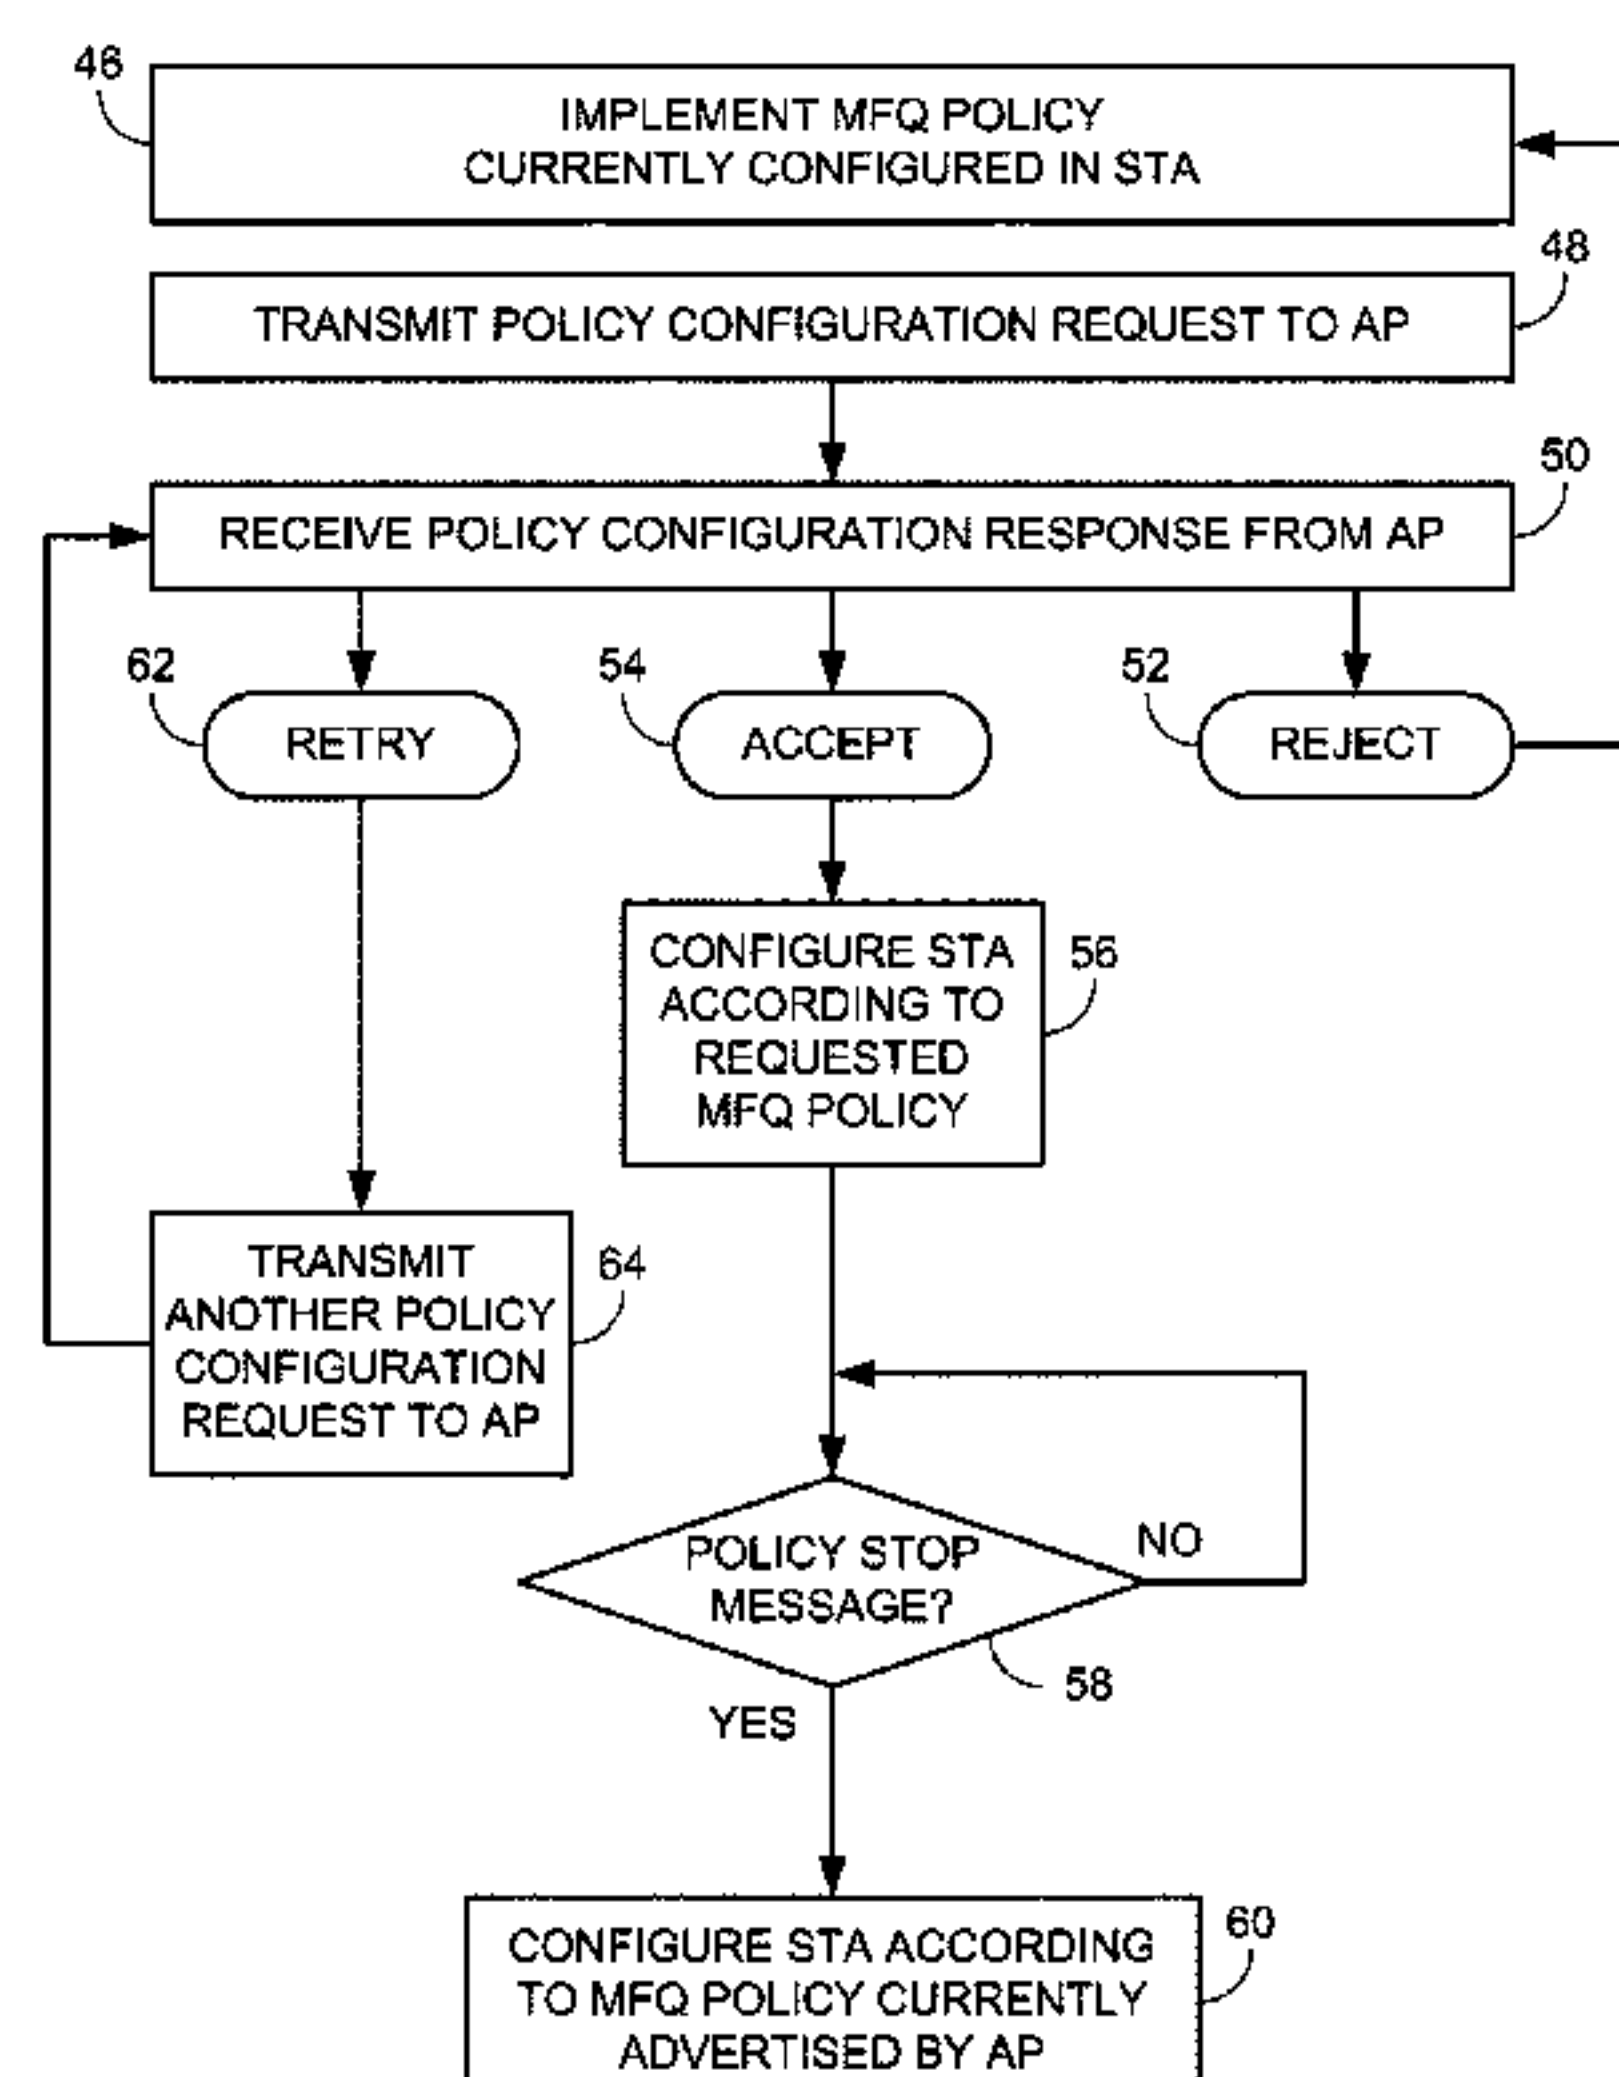 46
IMPLEMENT MFQ POLICY
CURRENTLY CONFIGURED IN STA
48
TRANSMIT POLICY CONFIGURATION REQUEST TO AP
50
RECEIVE POLICY CONFIGURATION RESPONSE FROM AP
62
54
52
RETRY
ACCEPT
REJECT
CONFIGURE STA
ACCORDING TO
REQUESTED
MFQ POLICY
56
TRANSMIT
ANOTHER POLICY
CONFIGURATION
REQUEST TO AP
64
POLICY STOP
MESSAGE?
NO
58
YES
CONFIGURE STA ACCORDING
TO MFQ POLICY CURRENTLY
ADVERTISED BY AP
60